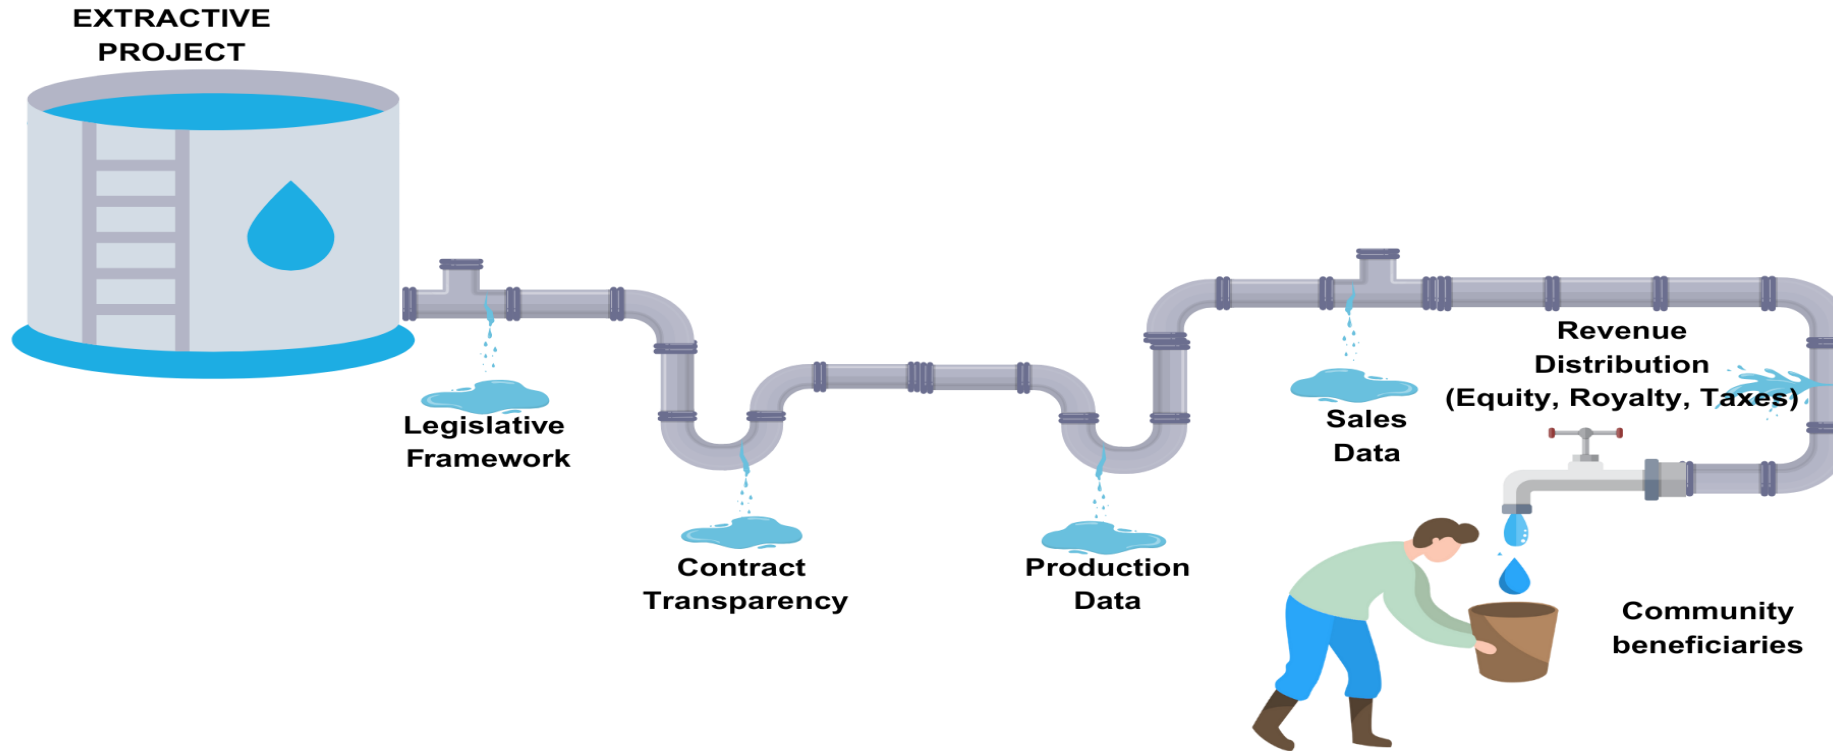 EXTRACTIVE
PROJECT
Legislative
Framework
Contract
Transparency
Production
Data
Sales
Data
Revenue
Distribution
(Equity, Royalty, Taxes)
Community
beneficiaries